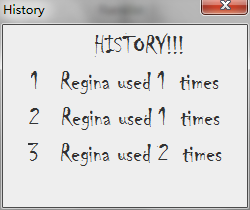 History
HISTORY!!!
1 Regina used 1 times
2 Regina used 1 times
3 Regina used 2 times